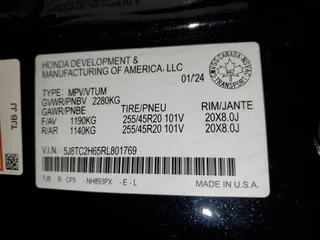 HONDA DEVELOPMENT &
MANUFACTURING OF AMERICA, LLC
01/24
TYPE: MPV/VTUM
GVWR/PNBV 2280KG
GAWR/PNBE TIRE/PNEU RIM/JANTE
F/AV 1190KG 255/45R20 101V 20X8.0J
R/AR 1140KG 255/45R20 101V 20X8.0J
V.I.N.: 5J8TC2H65RL801769
TJB B - CF9 - NH893PX - E - L
MADE IN U.S.A.
TJB JJ
CANADA